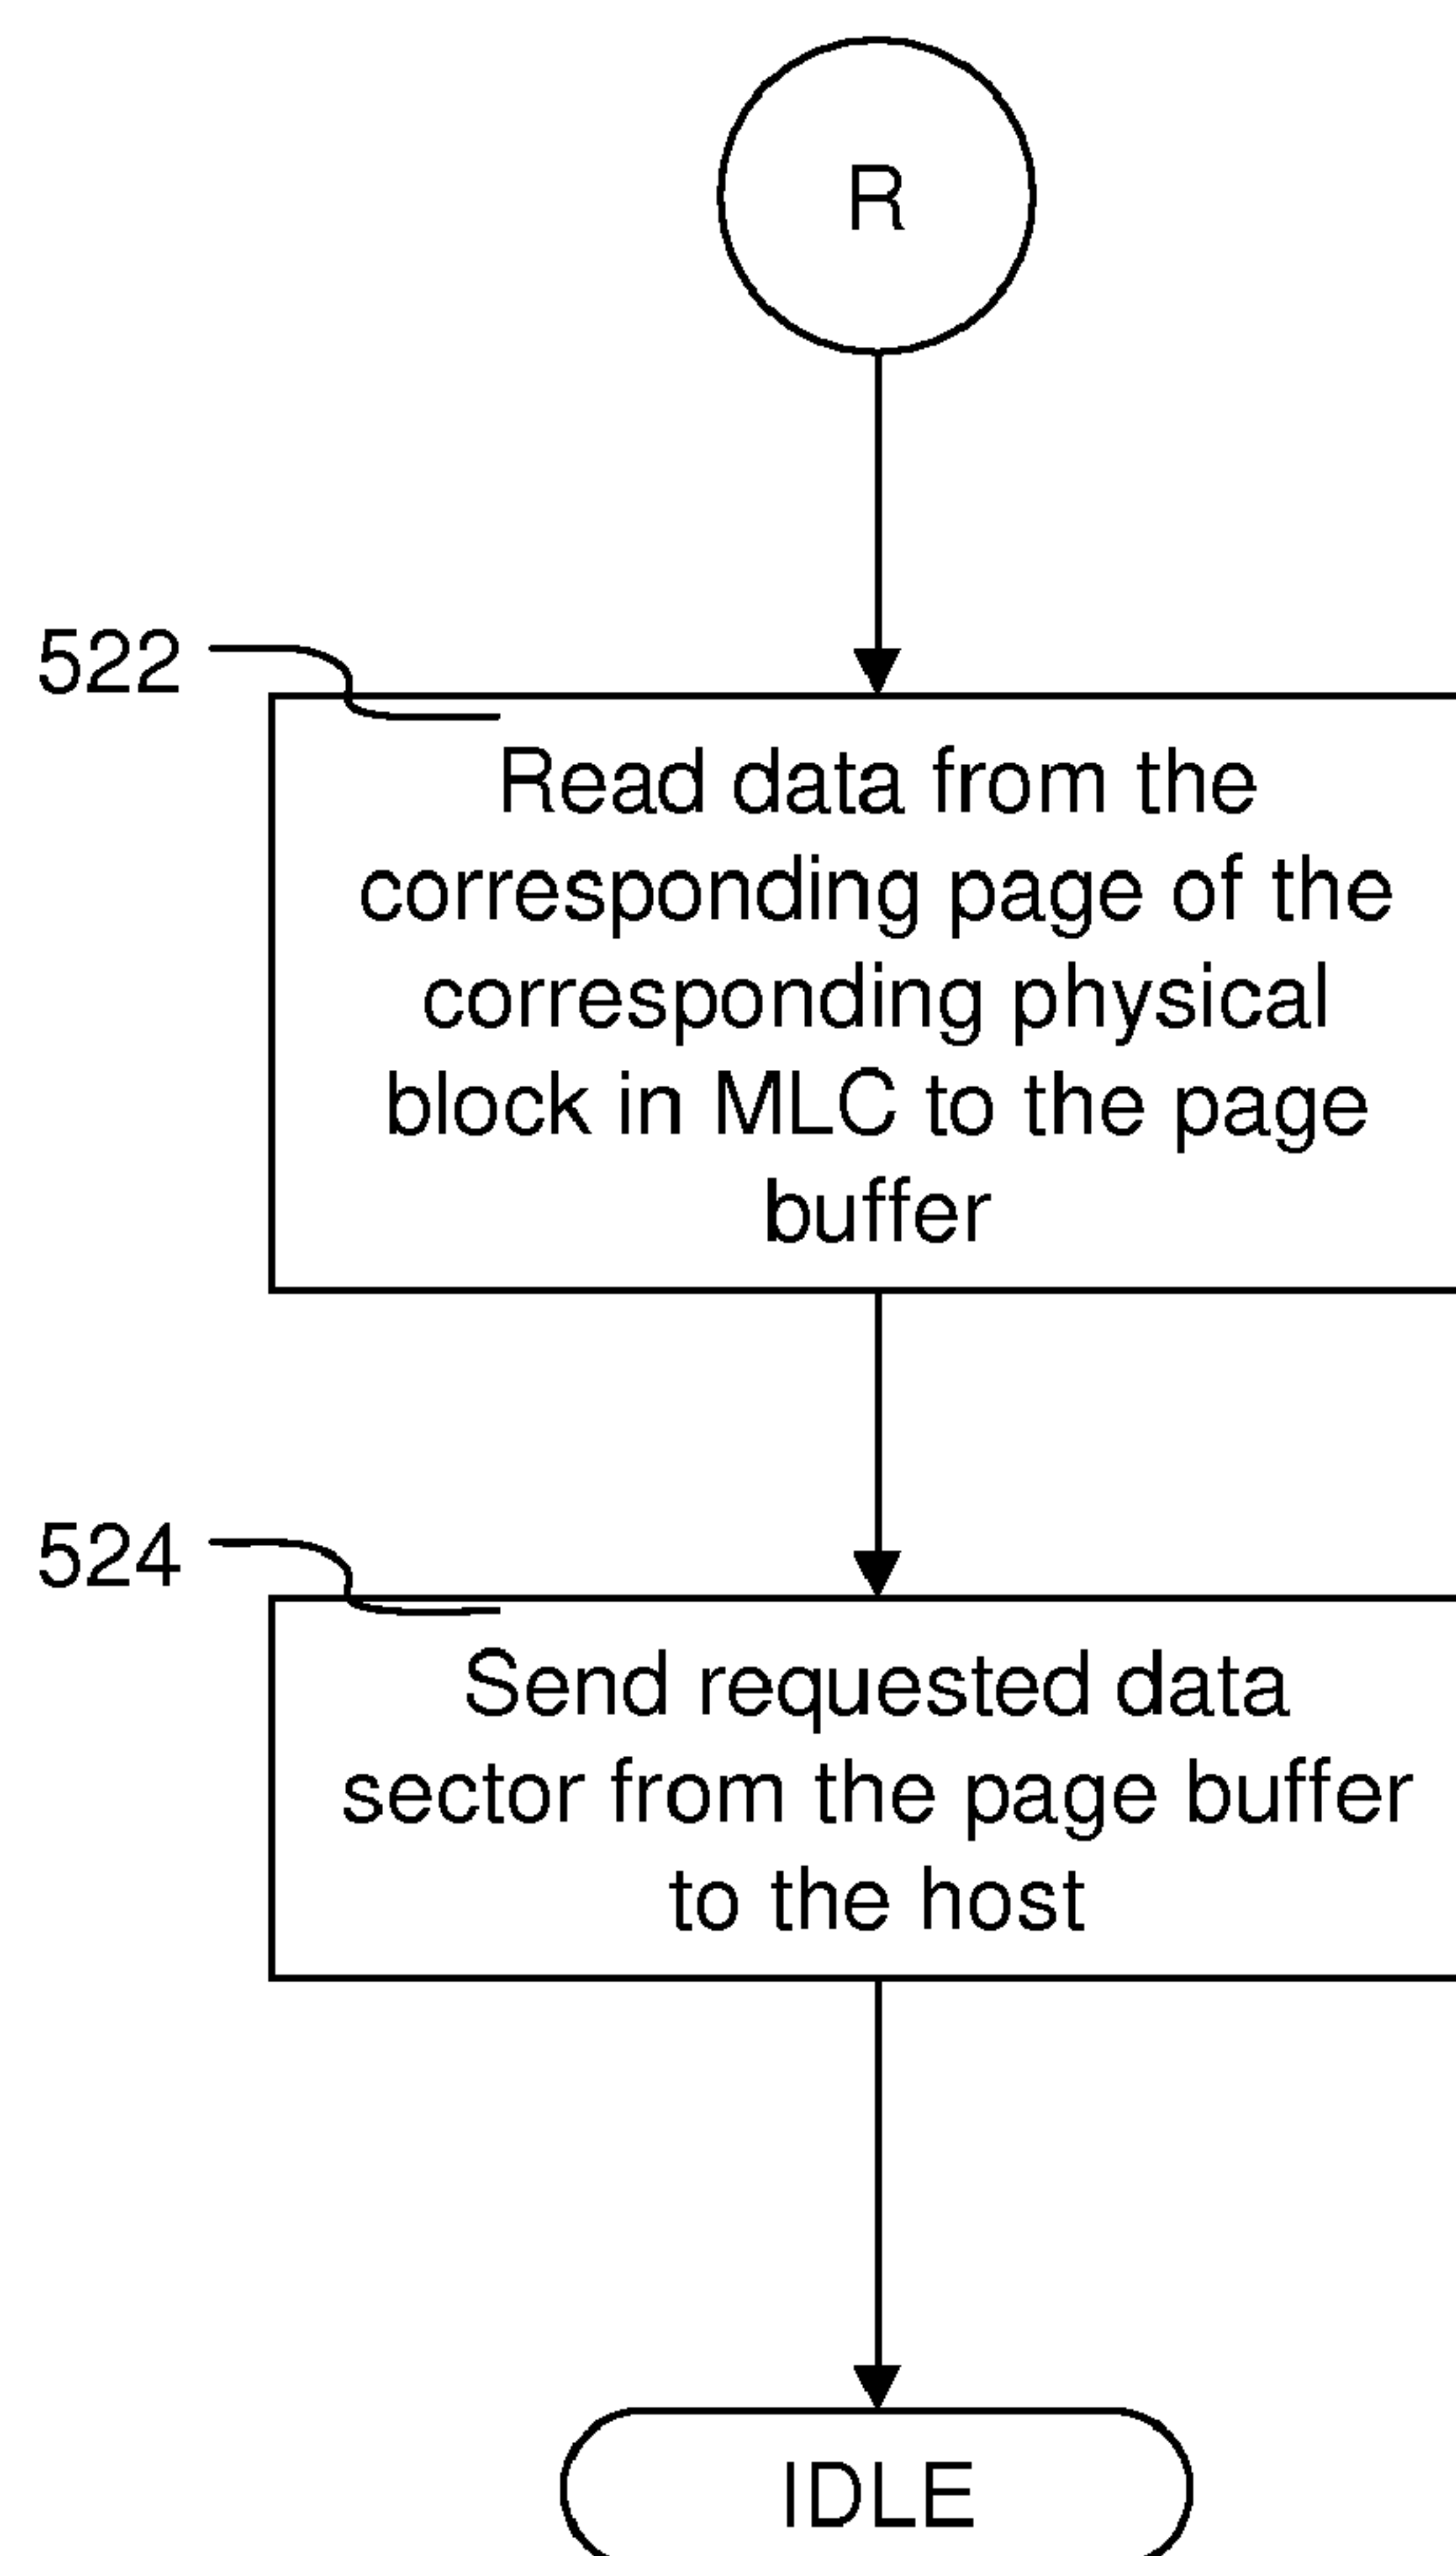 R
522
Read data from the
corresponding page of the
corresponding physical
block in MLC to the page
buffer
524
Send requested data
sector from the page buffer
to the host
IDLE